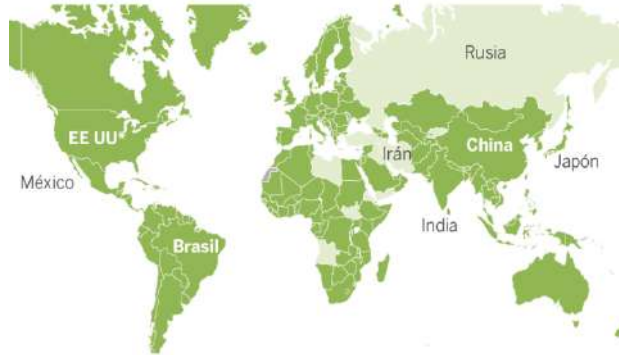 Rusia
EE UU
China
Irán
Japón
México
India
Brasil